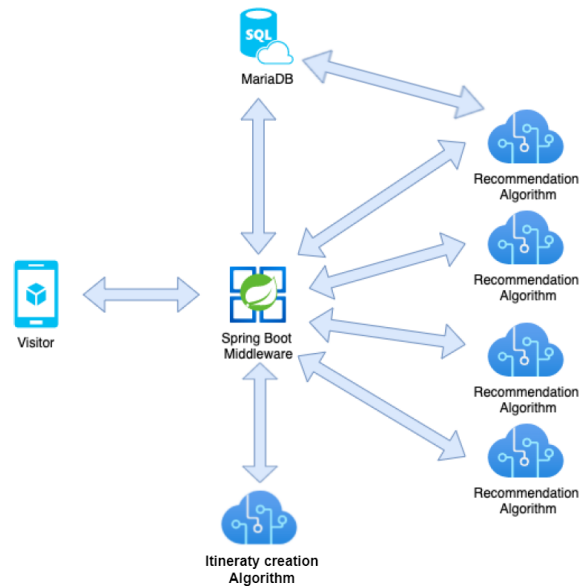 SQL
MariaDB
Recommendation
Algorithm
Recommendation
Algorithm
Visitor
Spring Boot
Middleware
Recommendation
Algorithm
Recommendation
Algorithm
Itineraty creation
Algorithm